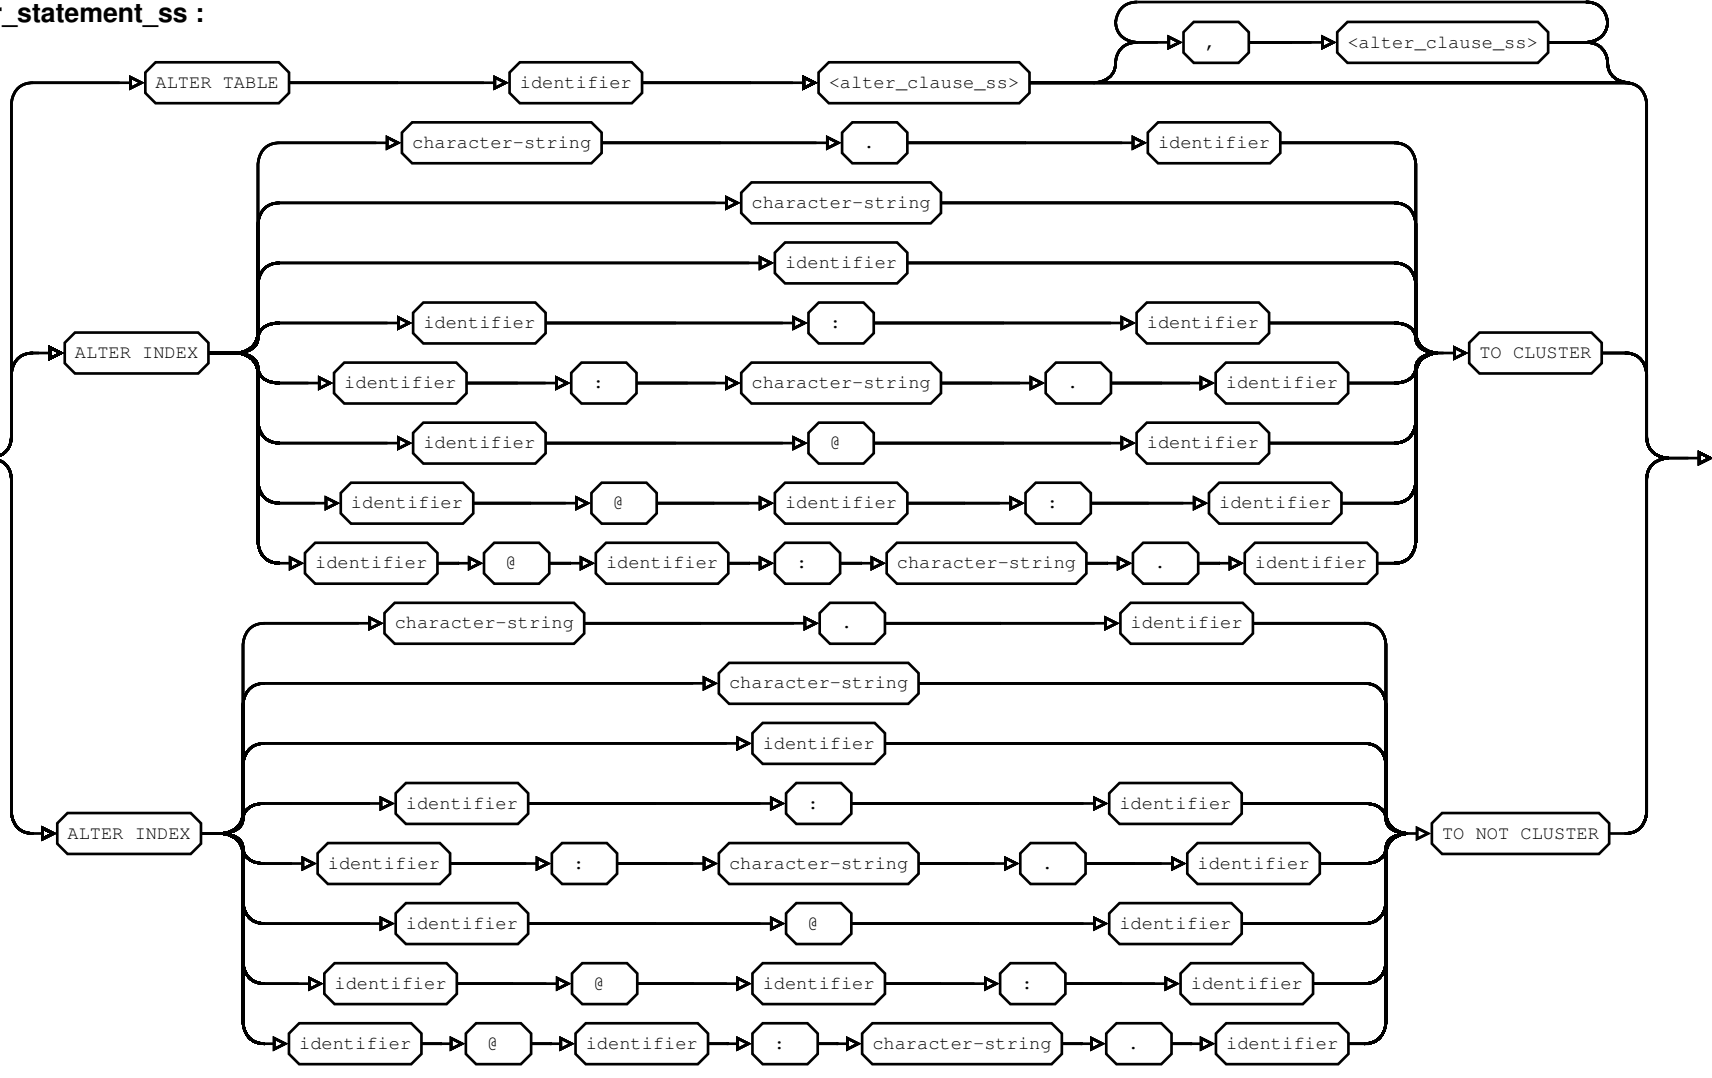 r_statement_ss :
, <alter_clause_ss>
ALTER TABLE identifier <alter_clause_ss>
character-string . identifier
character-string
identifier
identifier : identifier
ALTER INDEX TO CLUSTER
identifier : character-string . identifier
identifier @ identifier
identifier @ identifier : identifier
identifier @ identifier : character-string . identifier
character-string . identifier
character-string
identifier
identifier : identifier
ALTER INDEX TO NOT CLUSTER
identifier : character-string . identifier
identifier @ identifier
identifier @ identifier : identifier
identifier @ identifier : character-string . identifier